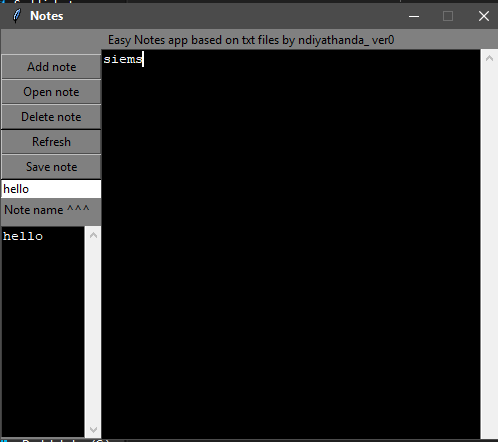 Notes
Easy Notes app based on txt files by ndiyathanda_ ver0
Add note
Open note
Delete note
Refresh
Save note
hello
Note name ^^^
hello
siems